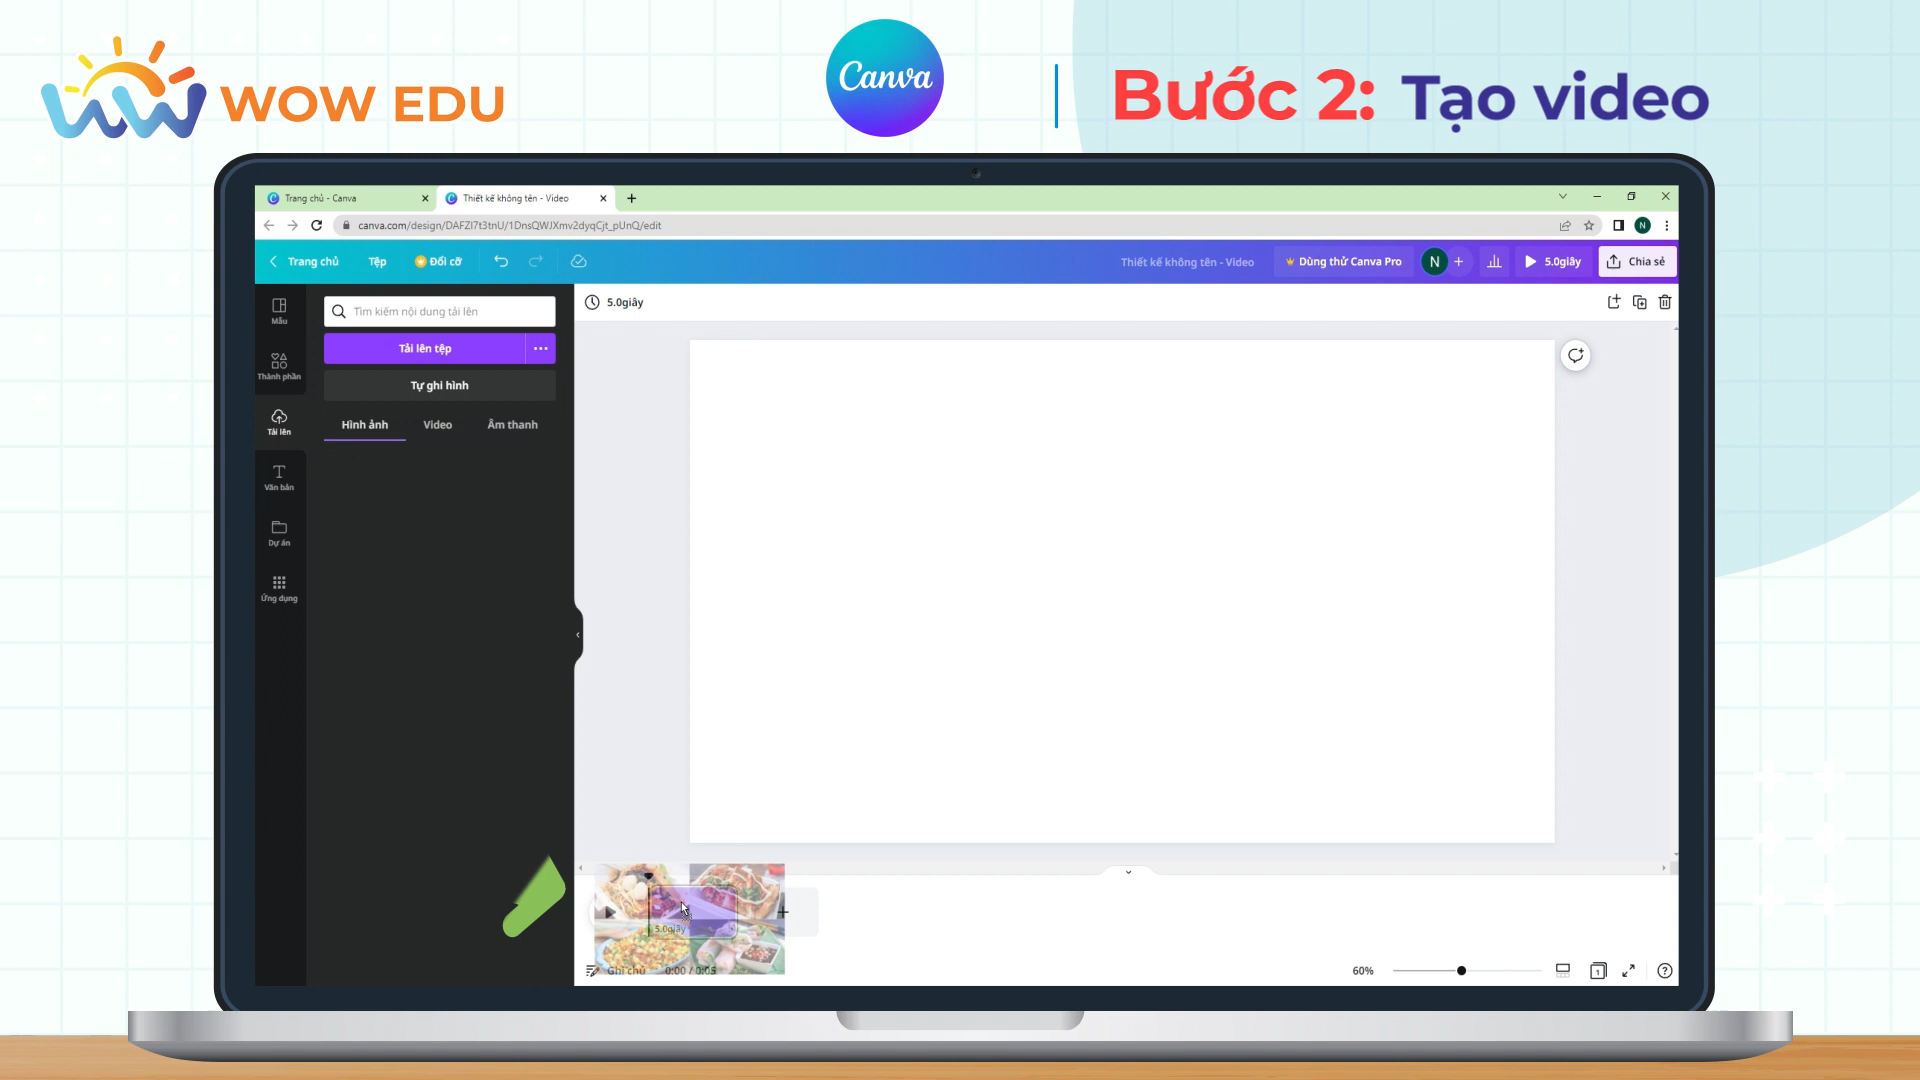 WOW EDU
Canva
Bước 2: Tạo video
Trang chủ - Canva
Thiết kế không tên - Video
canva.com/design/DAFZI7t3tnU/1DnsQWJXmv2dyqCjt_pUnQ/edit
N
Trang chủ
Tệp
Đổi cỡ
Thiết kế không tên - Video
Dùng thử Canva Pro
N
5.0giây
Chia sẻ
Mẫu
Thành phần
Tải lên
Văn bản
Dự án
Ứng dụng
Tìm kiếm nội dung tải lên
Tải lên tệp
Tự ghi hình
Hình ảnh
Video
Âm thanh
5.0giây
5.0giây
Ghi chú
0:00 / 0:05
60%
1